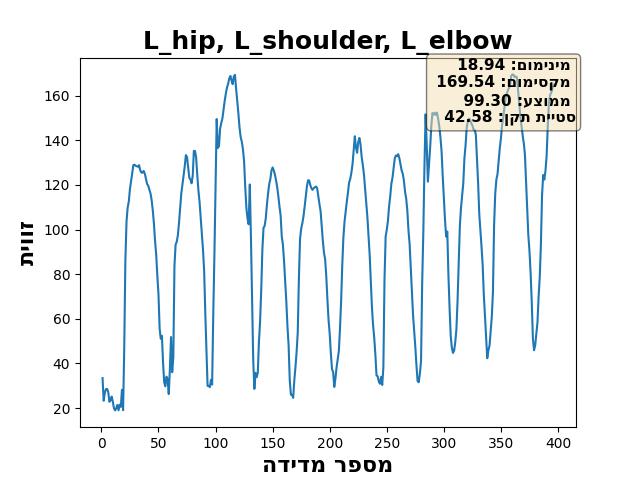 L_hip, L_shoulder, L_elbow
מינימום: 18.94
מקסימום: 169.54
ממוצע: 99.30
סטיית תקן: 42.58
160
140
120
100
80
60
40
20
זווית
0 50 100 150 200 250 300 350 400
מספר מדידה